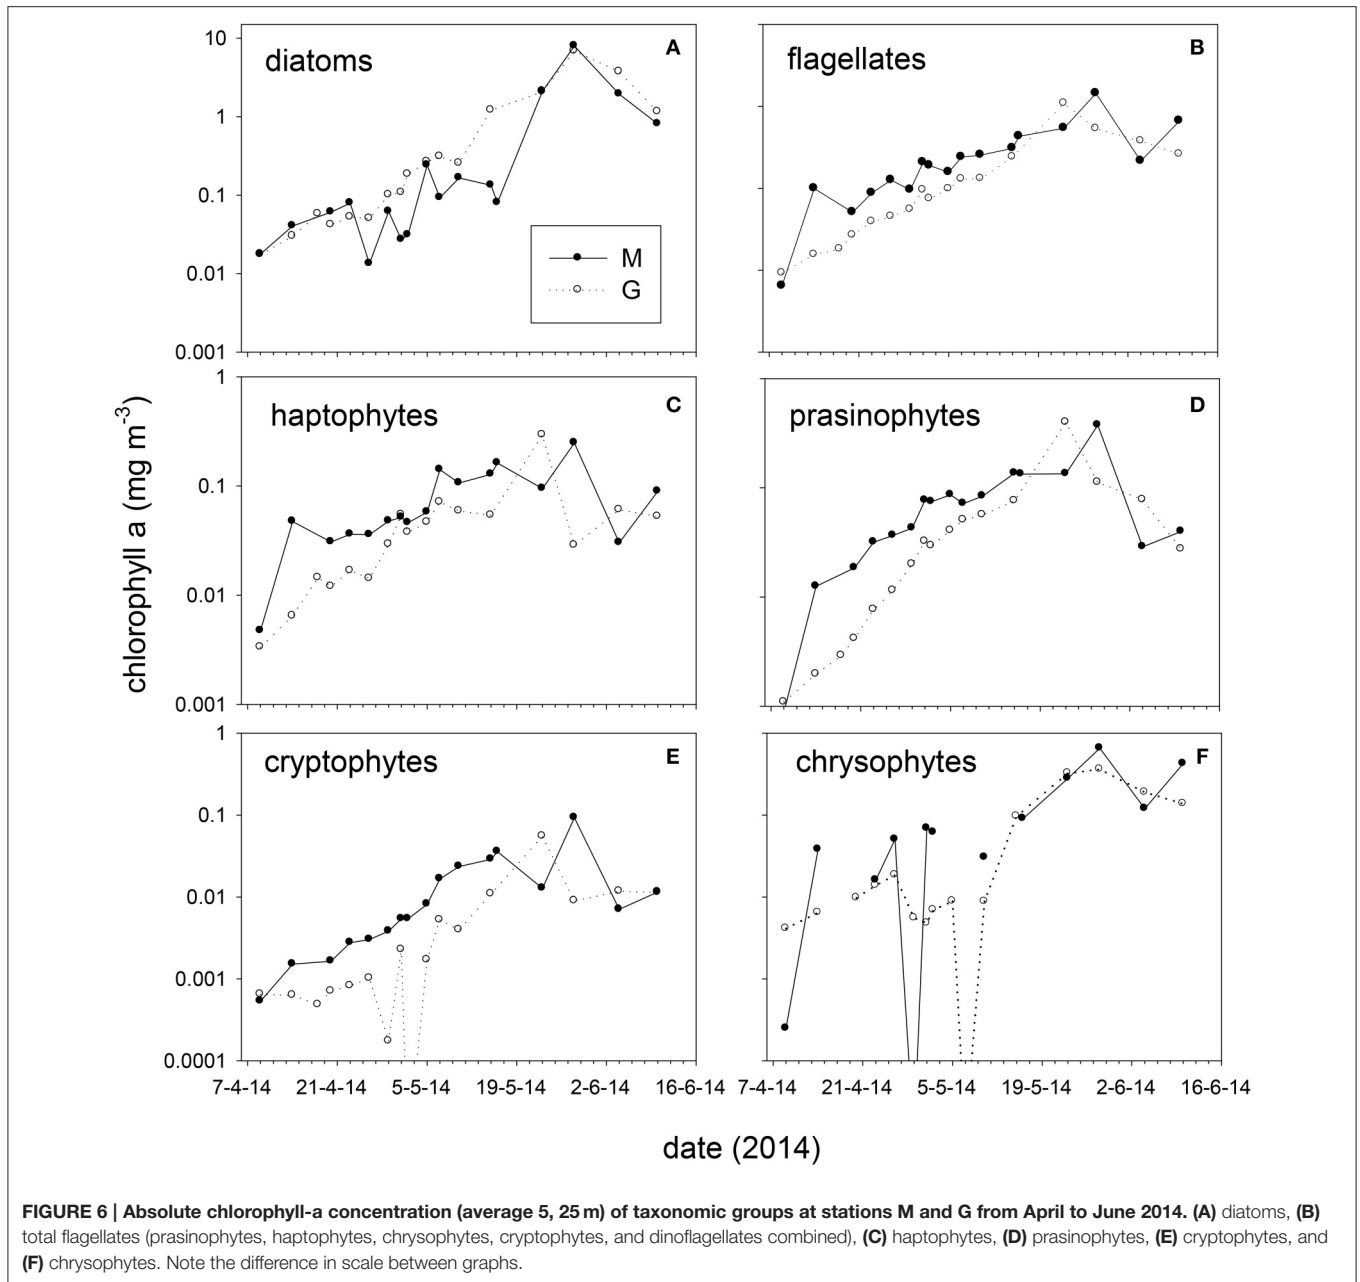 diatoms
A
10
1
0.1
0.01
0.001
M
G
flagellates
B
haptophytes
C
1
0.1
0.01
0.001
prasinophytes
D
cryptophytes
E
1
0.1
0.01
0.001
0.0001
7-4-14 21-4-14 5-5-14 19-5-14 2-6-14 16-6-14
chrysophytes
F
7-4-14 21-4-14 5-5-14 19-5-14 2-6-14 16-6-14
chlorophyll a (mg m-3)
date (2014)
FIGURE 6 | Absolute chlorophyll-a concentration (average 5, 25 m) of taxonomic groups at stations M and G from April to June 2014. (A) diatoms, (B)
total flagellates (prasinophytes, haptophytes, chrysophytes, cryptophytes, and dinoflagellates combined), (C) haptophytes, (D) prasinophytes, (E) cryptophytes, and
(F) chrysophytes. Note the difference in scale between graphs.